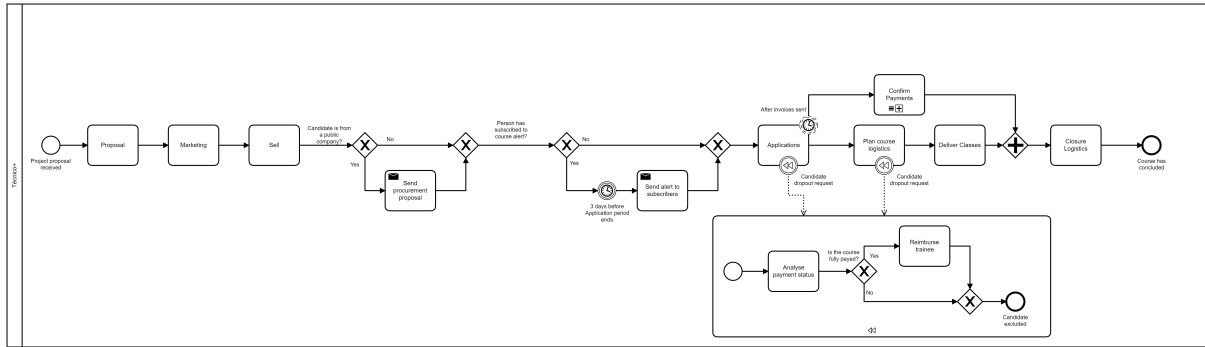 Técnico+
Project proposal
received
Proposal
Marketing
Sell
Candidate is from
a public
company?
No
Yes
Send
procurement
proposal
Person has
subscribed to
course alert?
No
Yes
3 days before
Application period
ends
Send alert to
subscribers
Applications
After invoices sent
Confirm
Payments
Candidate
dropout request
Plan course
logistics
Candidate
dropout request
Deliver Classes
Closure
Logistics
Course has
concluded
Analyse
payment status
Is the course
fully payed?
Yes
No
Reimburse
trainee
Candidate
excluded